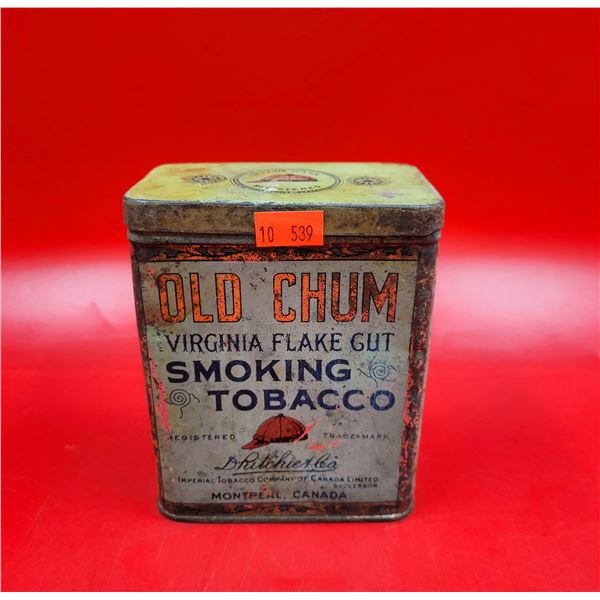 REGISTERED
10 539
OLD CHUM
VIRGINIA FLAKE CUT
SMOKING
TOBACCO
REGISTERED TRADE MARK
D. Ritchie & Co
IMPERIAL TOBACCO COMPANY OF CANADA LIMITED
SUCCESSOR
MONTREAL, CANADA.